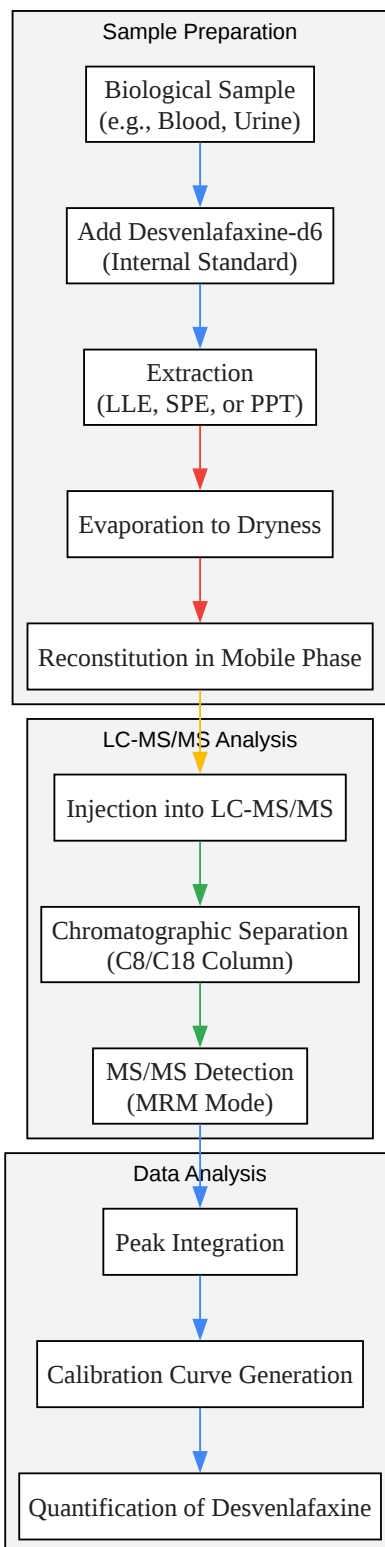 Sample Preparation
Biological Sample
(e.g., Blood, Urine)
Add Desvenlafaxine-d6
(Internal Standard)
Extraction
(LLE, SPE, or PPT)
Evaporation to Dryness
Reconstitution in Mobile Phase
LC-MS/MS Analysis
Injection into LC-MS/MS
Chromatographic Separation
(C8/C18 Column)
MS/MS Detection
(MRM Mode)
Data Analysis
Peak Integration
Calibration Curve Generation
Quantification of Desvenlafaxine